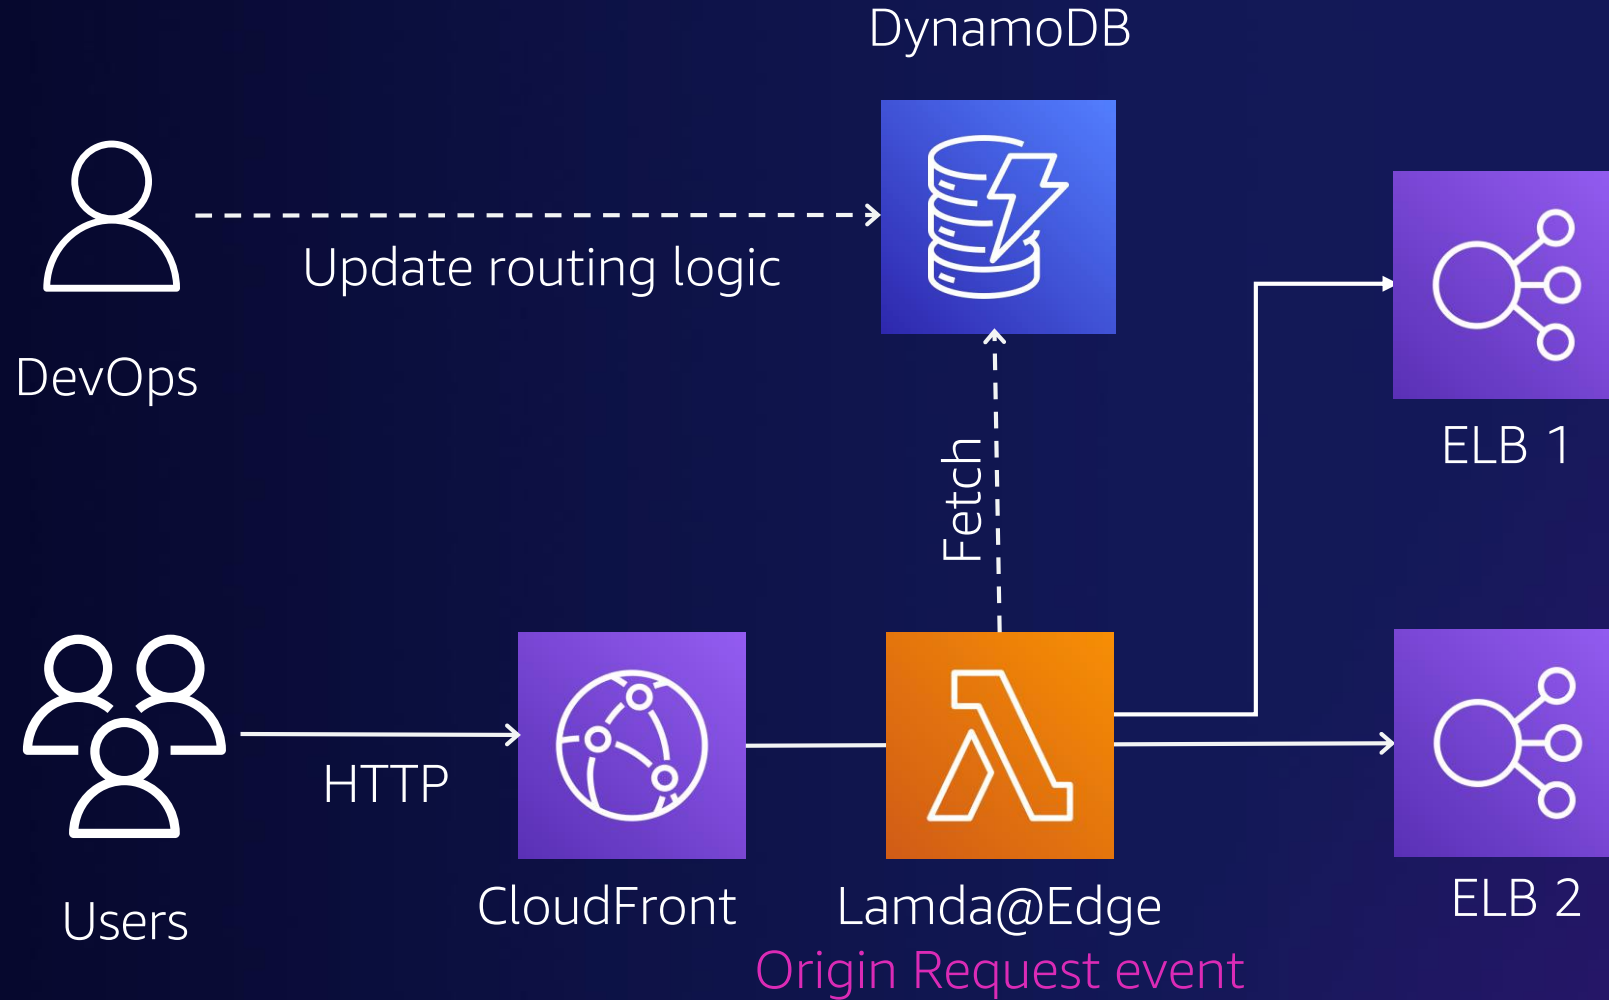 DynamoDB
Update routing logic
DevOps
Fetch
ELB 1
HTTP
Users
CloudFront
Lamda@Edge
Origin Request event
ELB 2